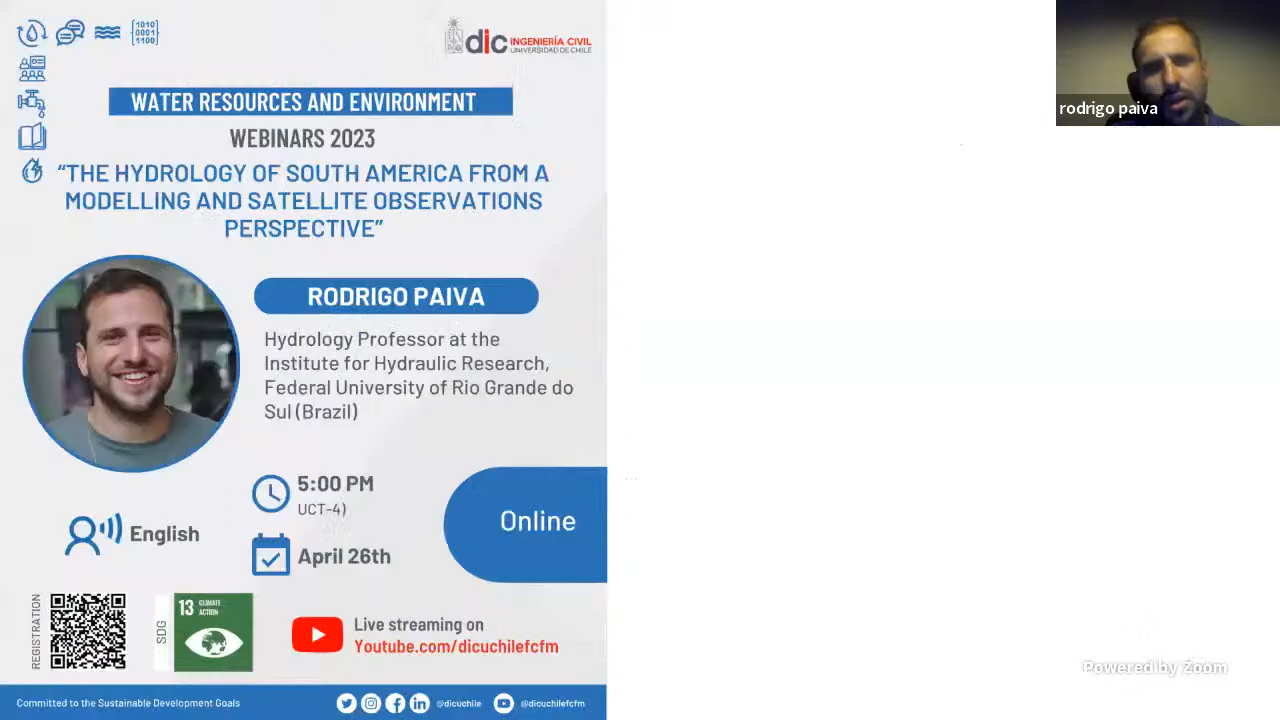 1010
0001
1100
dic INGENIERÍA CIVIL
UNIVERSIDAD DE CHILE
WATER RESOURCES AND ENVIRONMENT
WEBINARS 2023
“THE HYDROLOGY OF SOUTH AMERICA FROM A
MODELLING AND SATELLITE OBSERVATIONS
PERSPECTIVE”
RODRIGO PAIVA
Hydrology Professor at the
Institute for Hydraulic Research,
Federal University of Rio Grande do
Sul (Brazil)
5:00 PM
UCT-4)
English
April 26th
Online
REGISTRATION
SDG
13 CLIMATE
ACTION
Live streaming on
Youtube.com/dicuchilefcfm
Committed to the Sustainable Development Goals
@dicuchile
@dicuchilefcfm
rodrigo paiva
Powered by Zoom